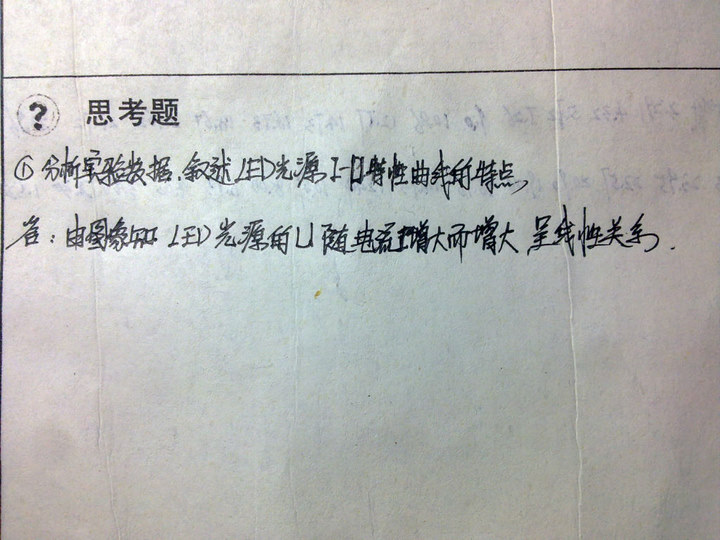 ? 思考题
① 分析实验数据,叙述LED光源I-U特性曲线的特点
答:由图象知 LED光源的U随电流增大而增大 呈线性关系.